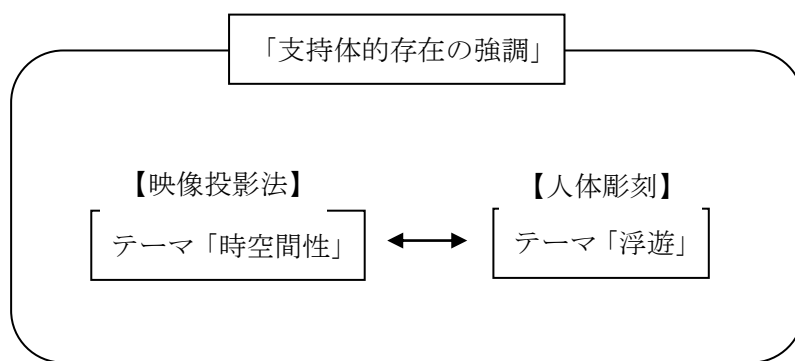 「支持体的存在の強調」
【映像投影法】
テーマ「時空間性」
【人体彫刻】
テーマ「浮遊」